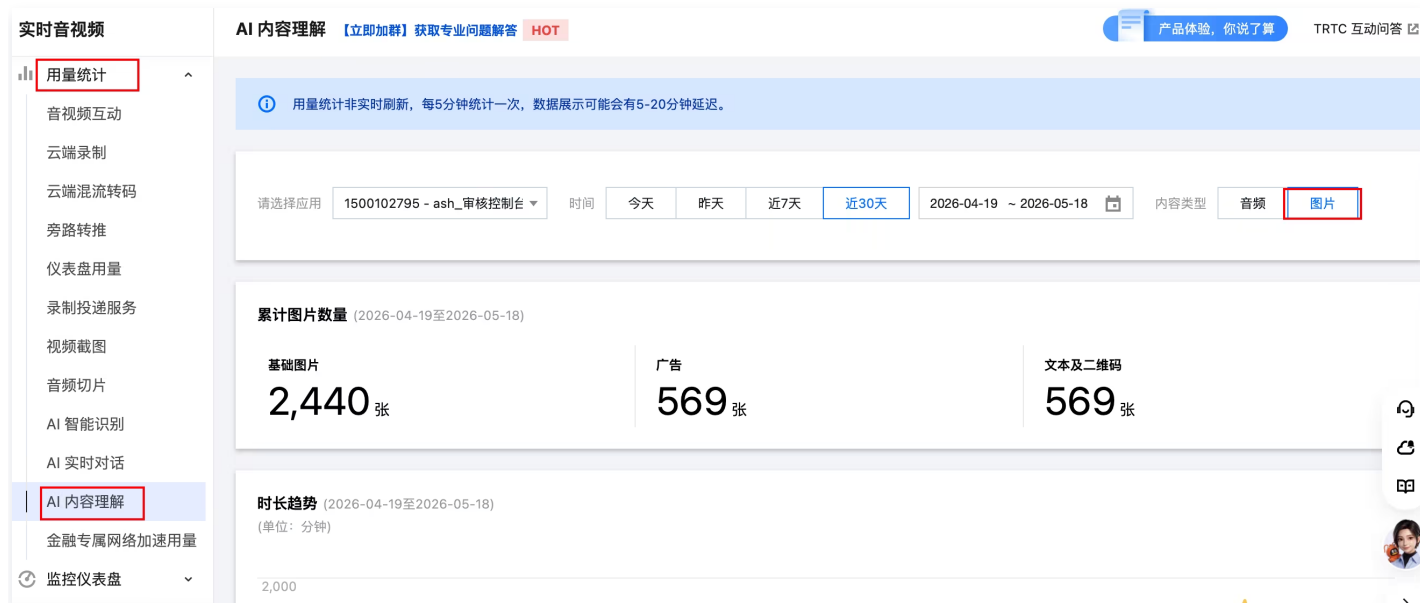 实时音视频
AI 内容理解 【立即加群】获取专业问题解答 HOT
产品体验，你说了算
TRTC 互动问答
用量统计
音视频互动
云端录制
云端混流转码
旁路转推
仪表盘用量
录制投递服务
视频截图
音频切片
AI 智能识别
AI 实时对话
AI 内容理解
金融专属网络加速用量
监控仪表盘
用量统计非实时刷新，每5分钟统计一次，数据展示可能会有5-20分钟延迟。
请选择应用 1500102795 - ash_审核控制台 时间 今天 昨天 近7天 近30天 2026-04-19 ~ 2026-05-18 内容类型 音频 图片
累计图片数量 (2026-04-19至2026-05-18)
基础图片 广告 文本及二维码
2,440 张 569 张 569 张
时长趋势 (2026-04-19至2026-05-18)
(单位：分钟)
2,000